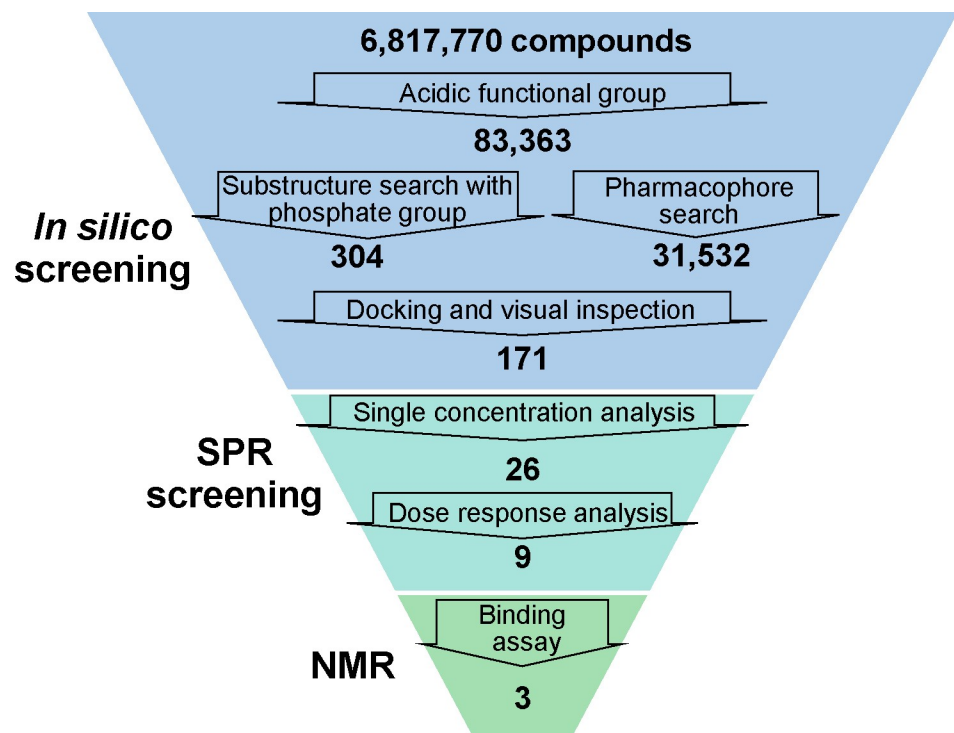 6,817,770 compounds
Acidic functional group
83,363
Substructure search with
phosphate group
304
Pharmacophore
search
31,532
In silico
screening
Docking and visual inspection
171
Single concentration analysis
SPR
screening
26
Dose response analysis
9
Binding
assay
NMR
3